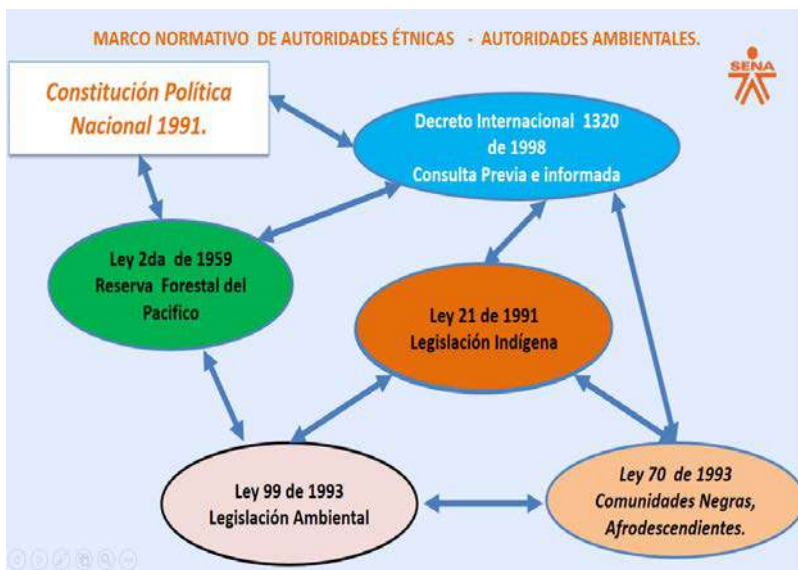 MARCO NORMATIVO DE AUTORIDADES ÉTNICAS - AUTORIDADES AMBIENTALES.
SENA
Constitución Política
Nacional 1991.
Decreto Internacional 1320
de 1998
Consulta Previa e informada
Ley 2da de 1959
Reserva Forestal del
Pacifico
Ley 21 de 1991
Legislación Indígena
Ley 99 de 1993
Legislación Ambiental
Ley 70 de 1993
Comunidades Negras,
Afrodescendientes.